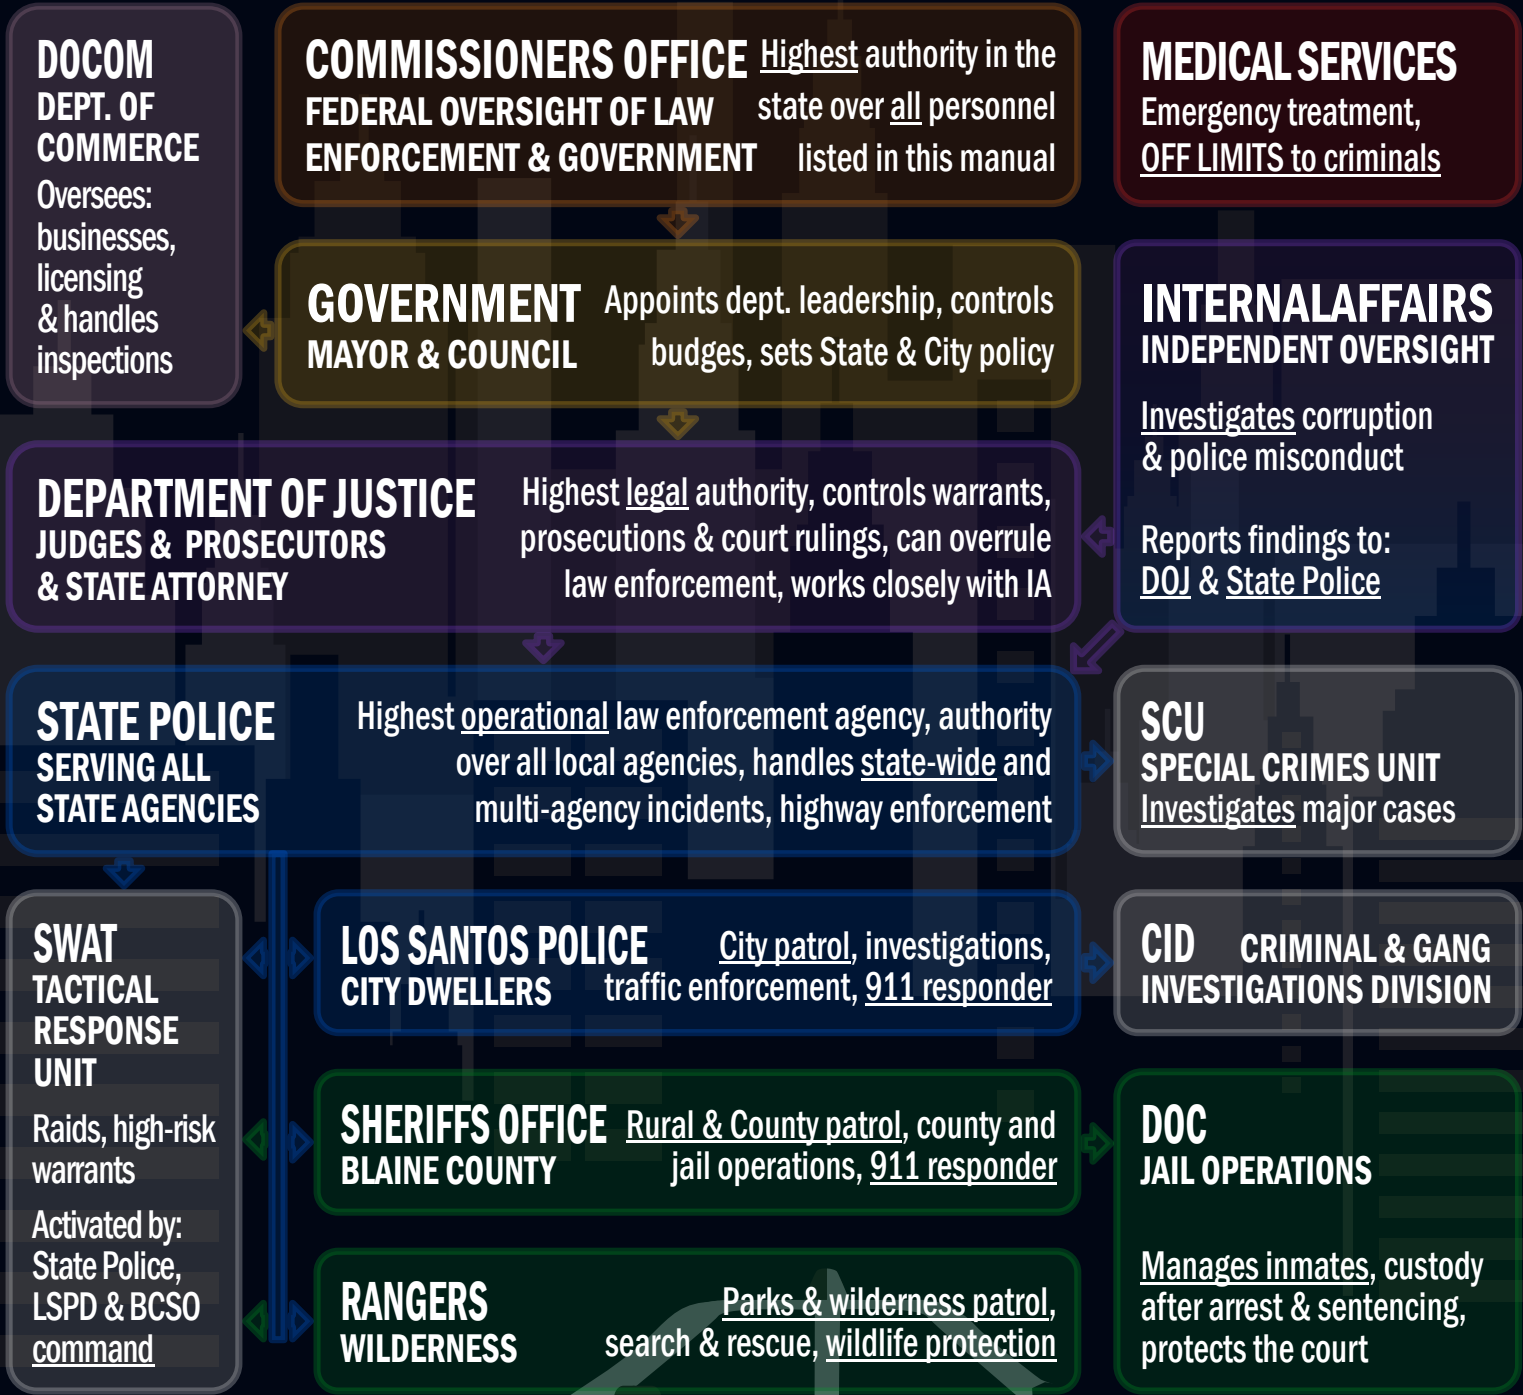 DOCOM
DEPT. OF
COMMERCE
Oversees:
businesses,
licensing
& handles
inspections
COMMISSIONERS OFFICE
FEDERAL OVERSIGHT OF LAW
ENFORCEMENT & GOVERNMENT
Highest authority in the
state over all personnel
listed in this manual
MEDICAL SERVICES
Emergency treatment,
OFF LIMITS to criminals
GOVERNMENT
MAYOR & COUNCIL
Appoints dept. leadership, controls
budges, sets State & City policy
INTERNALAFFAIRS
INDEPENDENT OVERSIGHT
Investigates corruption
& police misconduct
Reports findings to:
DOJ & State Police
DEPARTMENT OF JUSTICE
JUDGES & PROSECUTORS
& STATE ATTORNEY
Highest legal authority, controls warrants,
prosecutions & court rulings, can overrule
law enforcement, works closely with IA
STATE POLICE
SERVING ALL
STATE AGENCIES
Highest operational law enforcement agency, authority
over all local agencies, handles state-wide and
multi-agency incidents, highway enforcement
SCU
SPECIAL CRIMES UNIT
Investigates major cases
SWAT
TACTICAL
RESPONSE
UNIT
Raids, high-risk
warrants
Activated by:
State Police,
LSPD & BCSO
command
LOS SANTOS POLICE
CITY DWELLERS
City patrol, investigations,
traffic enforcement, 911 responder
CID CRIMINAL & GANG
INVESTIGATIONS DIVISION
SHERIFFS OFFICE
BLAINE COUNTY
Rural & County patrol, county and
jail operations, 911 responder
DOC
JAIL OPERATIONS
Manages inmates, custody
after arrest & sentencing,
protects the court
RANGERS
WILDERNESS
Parks & wilderness patrol,
search & rescue, wildlife protection